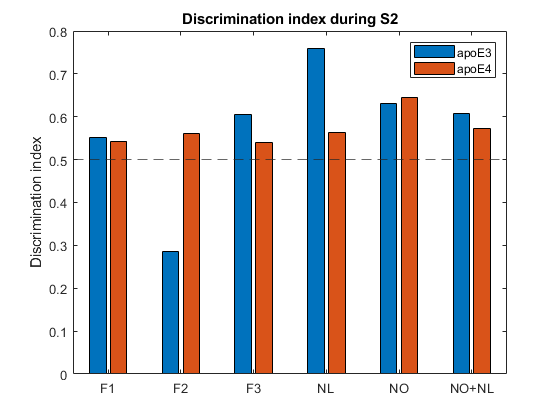 Discrimination index during S2
apoE3
apoE4
Discrimination index
0.8
0.7
0.6
0.5
0.4
0.3
0.2
0.1
0
F1 F2 F3 NL NO NO+NL